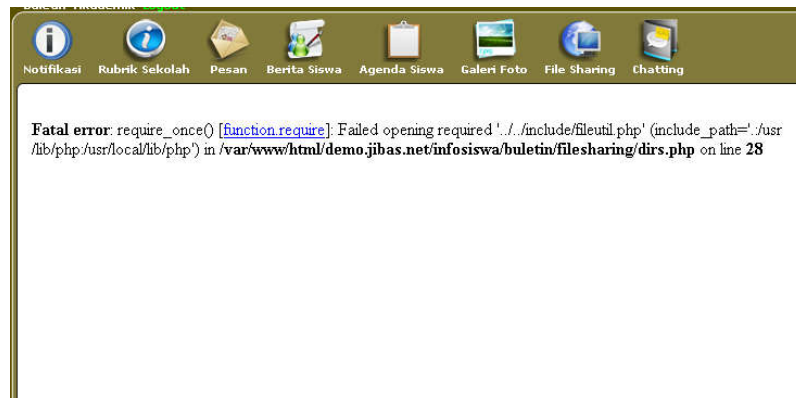 Logout
Notifikasi Rubrik Sekolah Pesan Berita Siswa Agenda Siswa Galeri Foto File Sharing Chatting
Fatal error: require_once() [function.require]: Failed opening required '../../include/fileutil.php' (include_path='.:/usr
/lib/php:/usr/local/lib/php') in /var/www/html/demo.jibas.net/infosiswa/buletin/filesharing/dirs.php on line 28